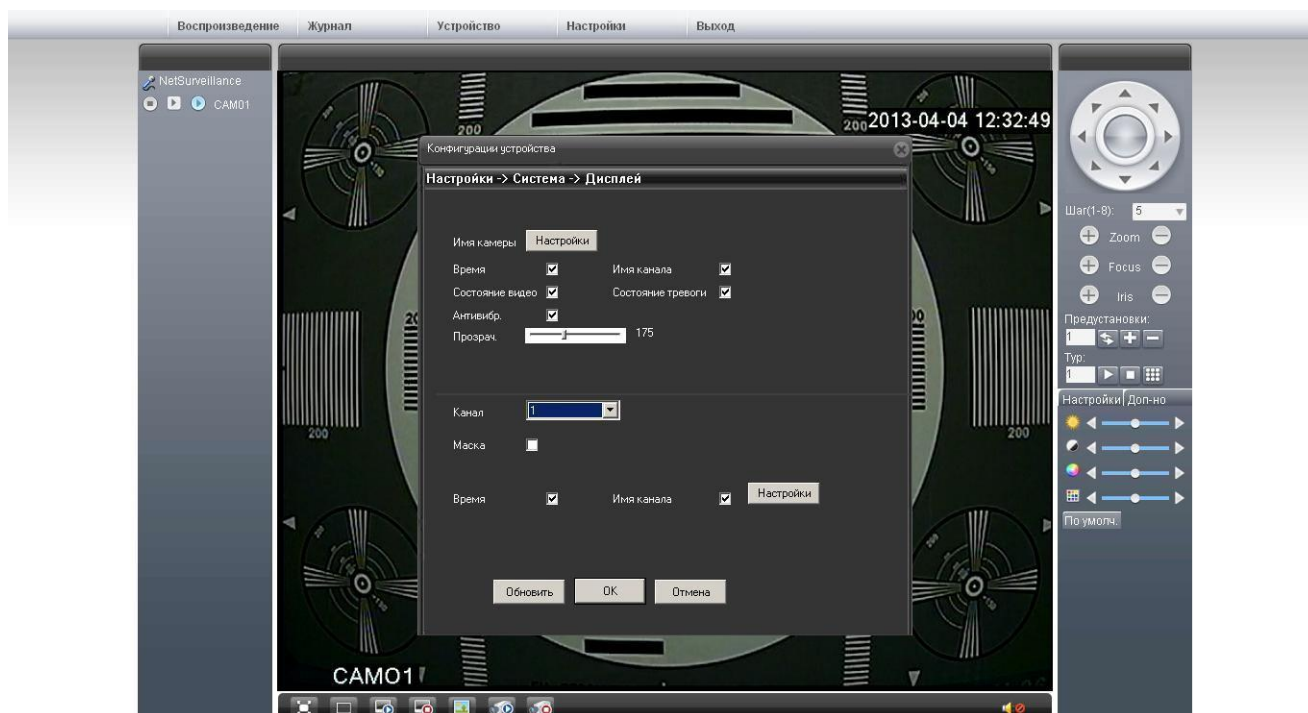 Воспроизведение Журнал Устройство Настройки Выход
NetSurveillance
CAM01
200
200
2013-04-04 12:32:49
Конфигурации устройства
Настройки -> Система -> Дисплей
Имя камеры Настройки
Время Имя канала
Состояние видео Состояние тревоги
Антивибр.
Прозрач. 175
Канал 1
Маска
Время Имя канала Настройки
Обновить OK Отмена
200
200
CAM01
Шаг(1-8): 5
Zoom
Focus
Iris
Предустановки:
1
Тур:
1
Настройки Доп-но
По умолч.